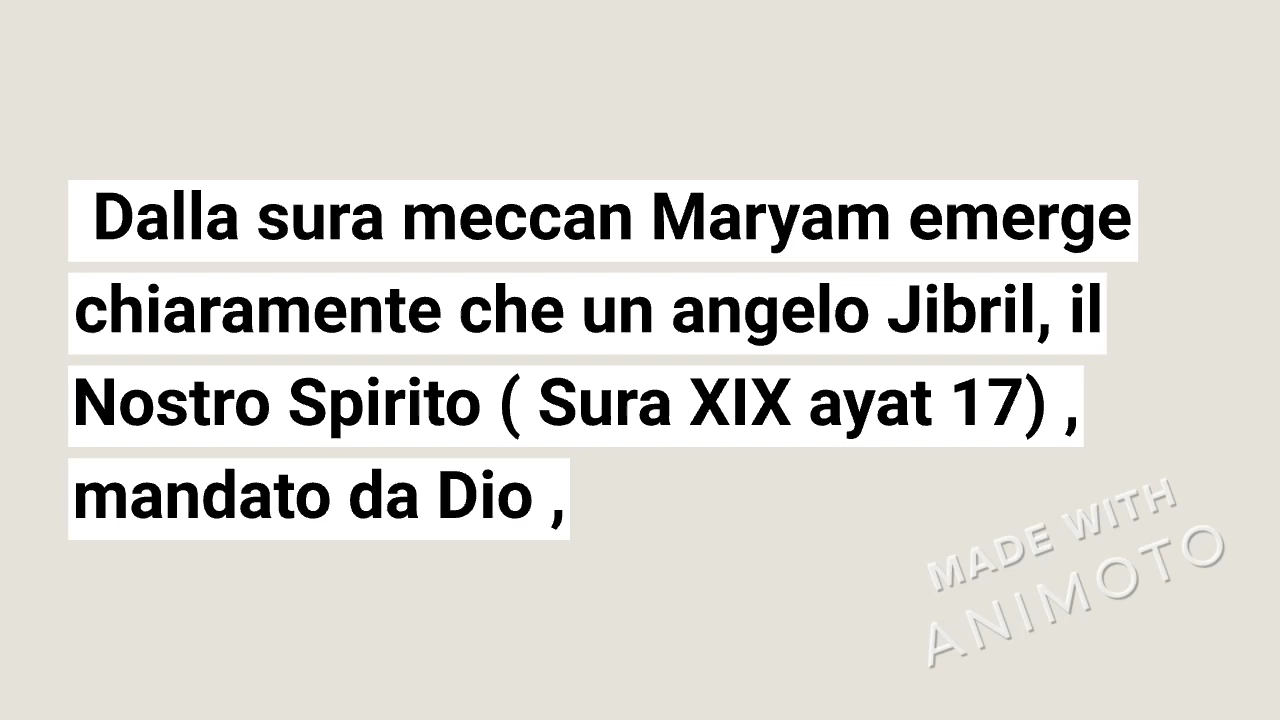 Dalla sura meccan Maryam emerge
chiaramente che un angelo Jibril, il
Nostro Spirito ( Sura XIX ayat 17) ,
mandato da Dio ,
MADE WITH
ANIMOTO